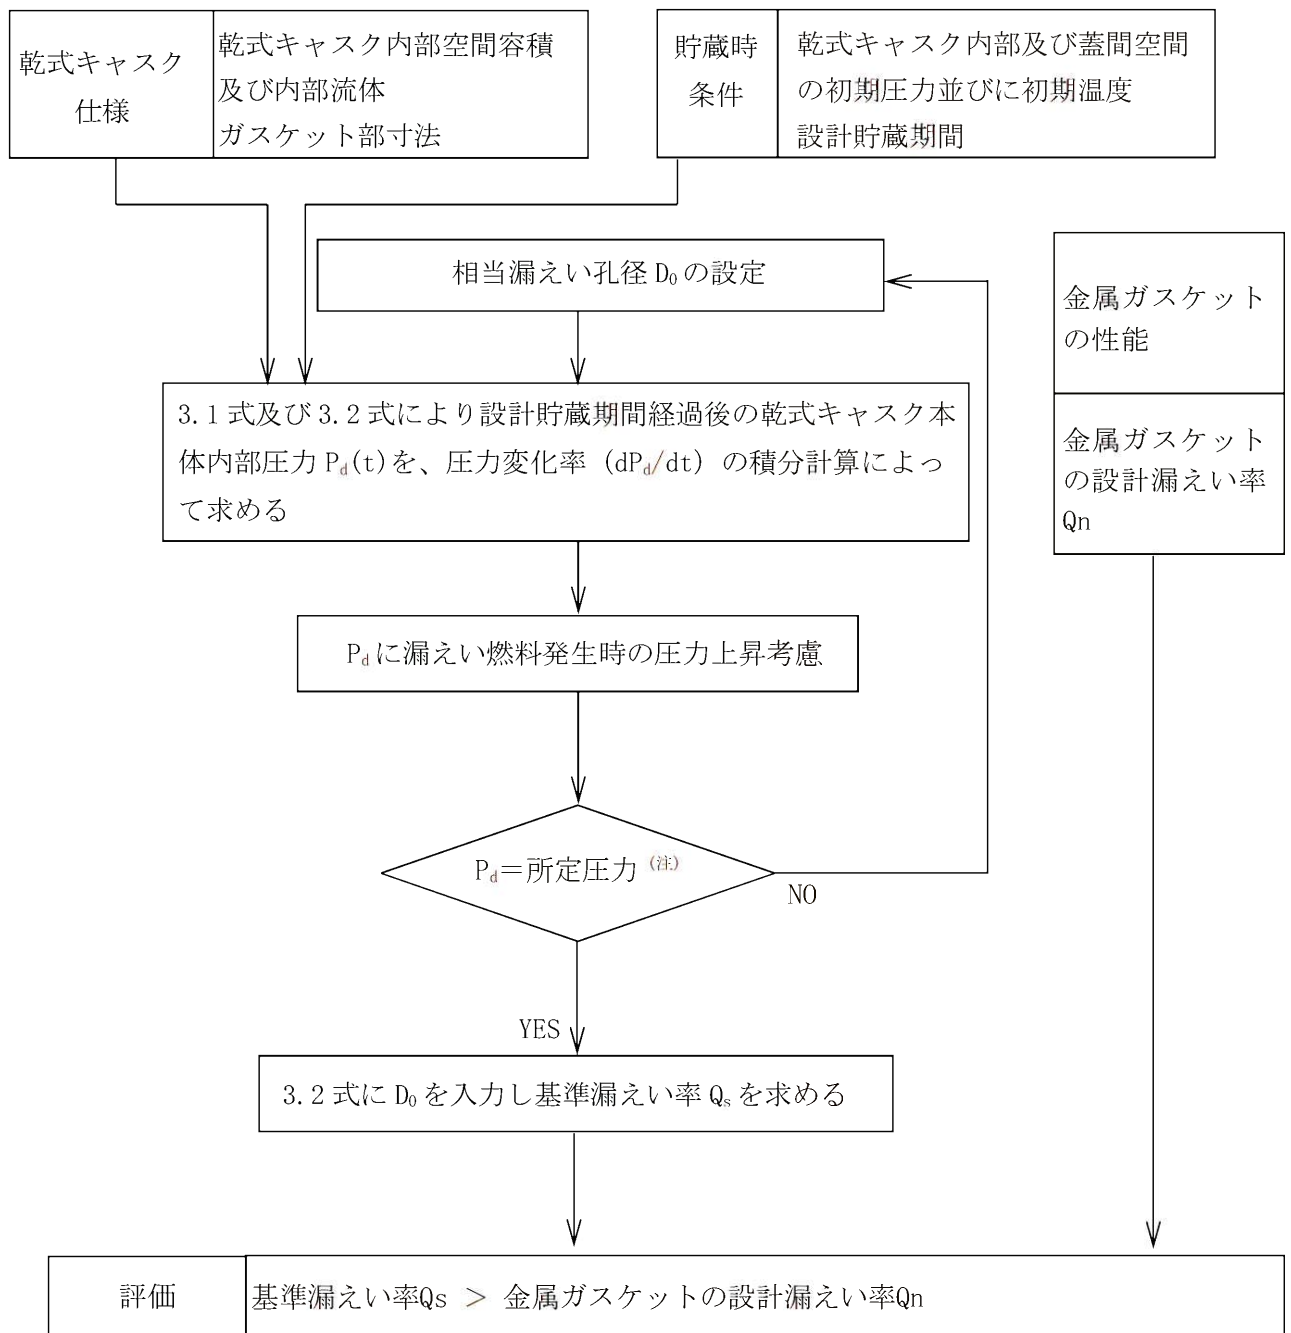 乾式キャスク
仕様
乾式キャスク内部空間容積
及び内部流体
ガスケット部寸法
貯蔵時
条件
乾式キャスク内部及び蓋間空間
の初期圧力並びに初期温度
設計貯蔵期間
相当漏えい孔径 D₀ の設定
金属ガスケット
の性能
3.1 式及び 3.2 式により設計貯蔵期間経過後の乾式キャスク本
体内部圧力 Pd(t)を、圧力変化率 (dPd/dt) の積分計算によっ
て求める
金属ガスケット
の設計漏えい率
Qn
Pd に漏えい燃料発生時の圧力上昇考慮
Pd＝所定圧力 (注)
NO
YES
3.2 式に D₀ を入力し基準漏えい率 Qs を求める
評価
基準漏えい率Qs ＞ 金属ガスケットの設計漏えい率Qn